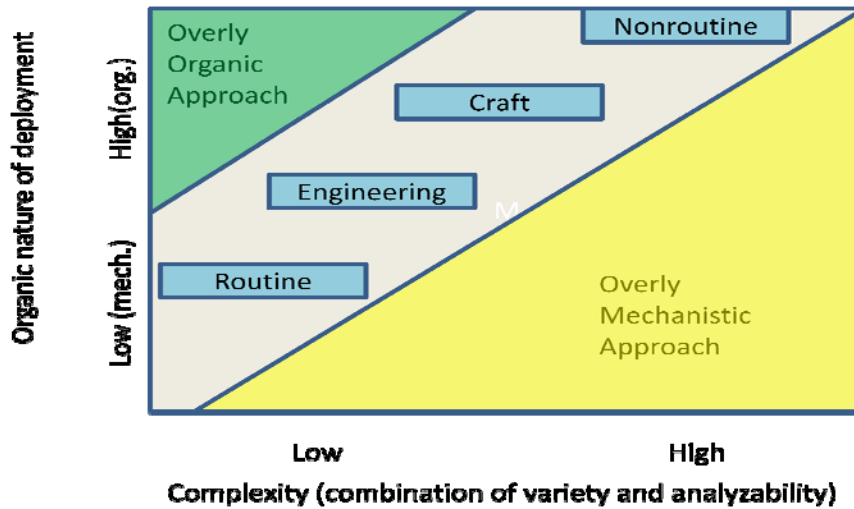 Organic nature of deployment
High(org.)
Low (mech.)
Overly
Organic
Approach
Nonroutine
Craft
Engineering
M
Routine
Overly
Mechanistic
Approach
Low
High
Complexity (combination of variety and analyzability)